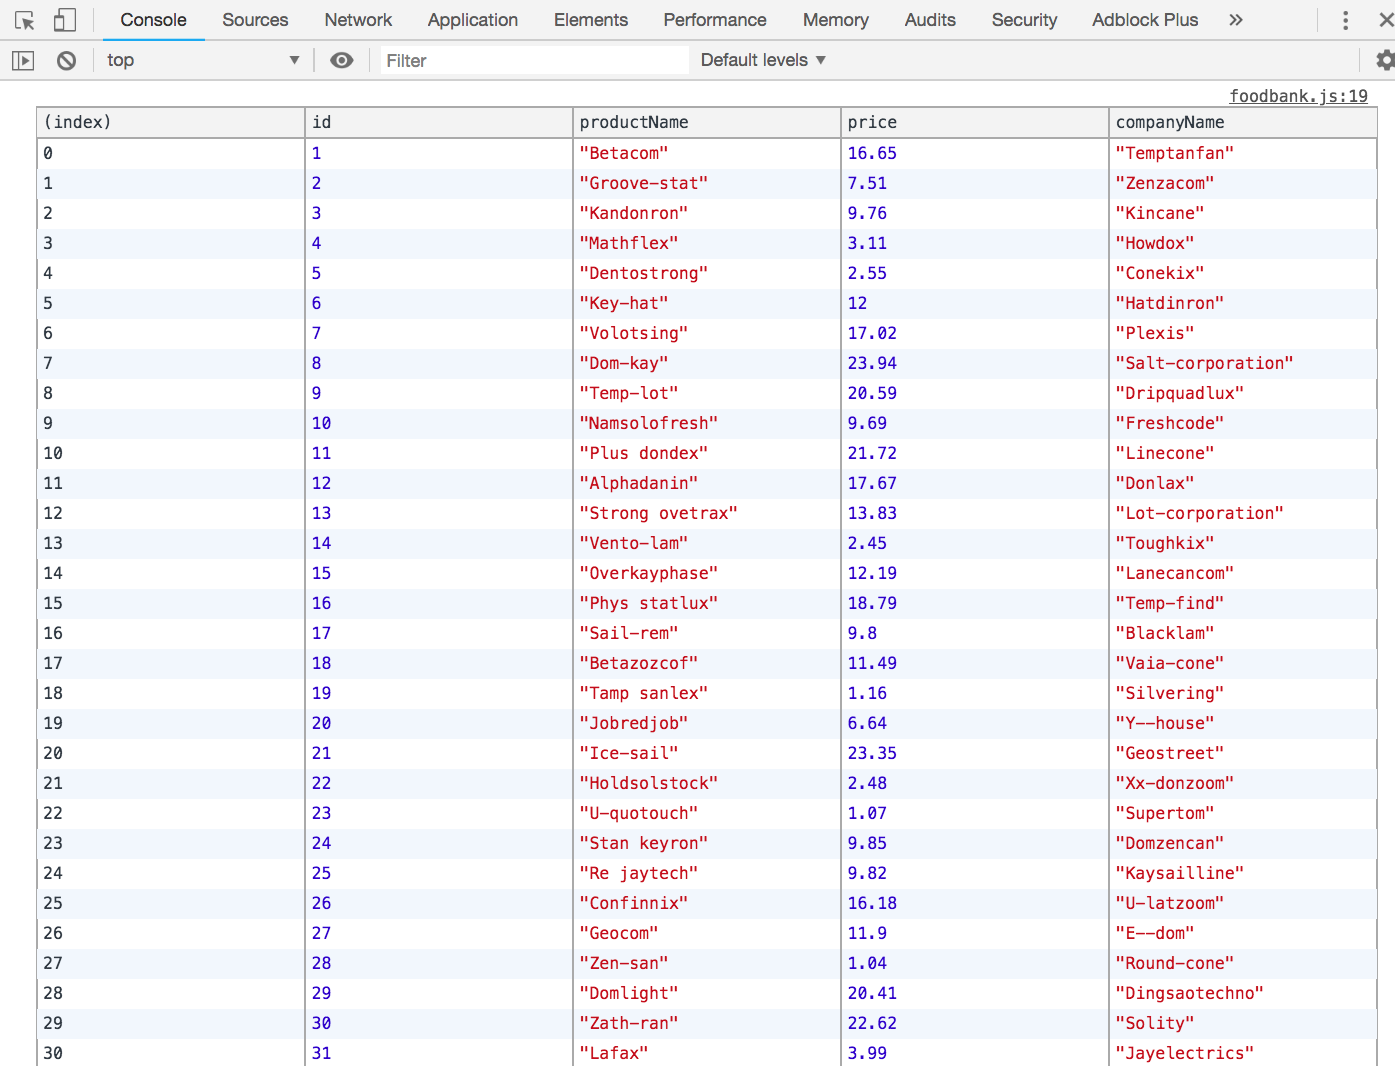 Console Sources Network Application Elements Performance Memory Audits Security Adblock Plus »
top ▼ Filter Default levels ▼
foodbank.js:19
(index) id productName price companyName
0 1 "Betacom" 16.65 "Temptanfan"
1 2 "Groove-stat" 7.51 "Zenzacom"
2 3 "Kandonron" 9.76 "Kincane"
3 4 "Mathflex" 3.11 "Howdox"
4 5 "Dentostrong" 2.55 "Conekix"
5 6 "Key-hat" 12 "Hatdinron"
6 7 "Volotsing" 17.02 "Plexis"
7 8 "Dom-kay" 23.94 "Salt-corporation"
8 9 "Temp-lot" 20.59 "Dripquadlux"
9 10 "Namsolofresh" 9.69 "Freshcode"
10 11 "Plus dondex" 21.72 "Linecone"
11 12 "Alphadanin" 17.67 "Donlax"
12 13 "Strong ovetrax" 13.83 "Lot-corporation"
13 14 "Vento-lam" 2.45 "Toughkix"
14 15 "Overkayphase" 12.19 "Lanecancom"
15 16 "Phys statlux" 18.79 "Temp-find"
16 17 "Sail-rem" 9.8 "Blacklam"
17 18 "Betazozcof" 11.49 "Vaia-cone"
18 19 "Tamp sanlex" 1.16 "Silvering"
19 20 "Jobredjob" 6.64 "Y--house"
20 21 "Ice-sail" 23.35 "Geostreet"
21 22 "Holdsolstock" 2.48 "Xx-donzoom"
22 23 "U-quotouch" 1.07 "Supertom"
23 24 "Stan keyron" 9.85 "Domzencan"
24 25 "Re jaytech" 9.82 "Kaysailline"
25 26 "Confinnix" 16.18 "U-latzoom"
26 27 "Geocom" 11.9 "E--dom"
27 28 "Zen-san" 1.04 "Round-cone"
28 29 "Domlight" 20.41 "Dingsaotechno"
29 30 "Zath-ran" 22.62 "Solity"
30 31 "Lafax" 3.99 "Jayelectrics"